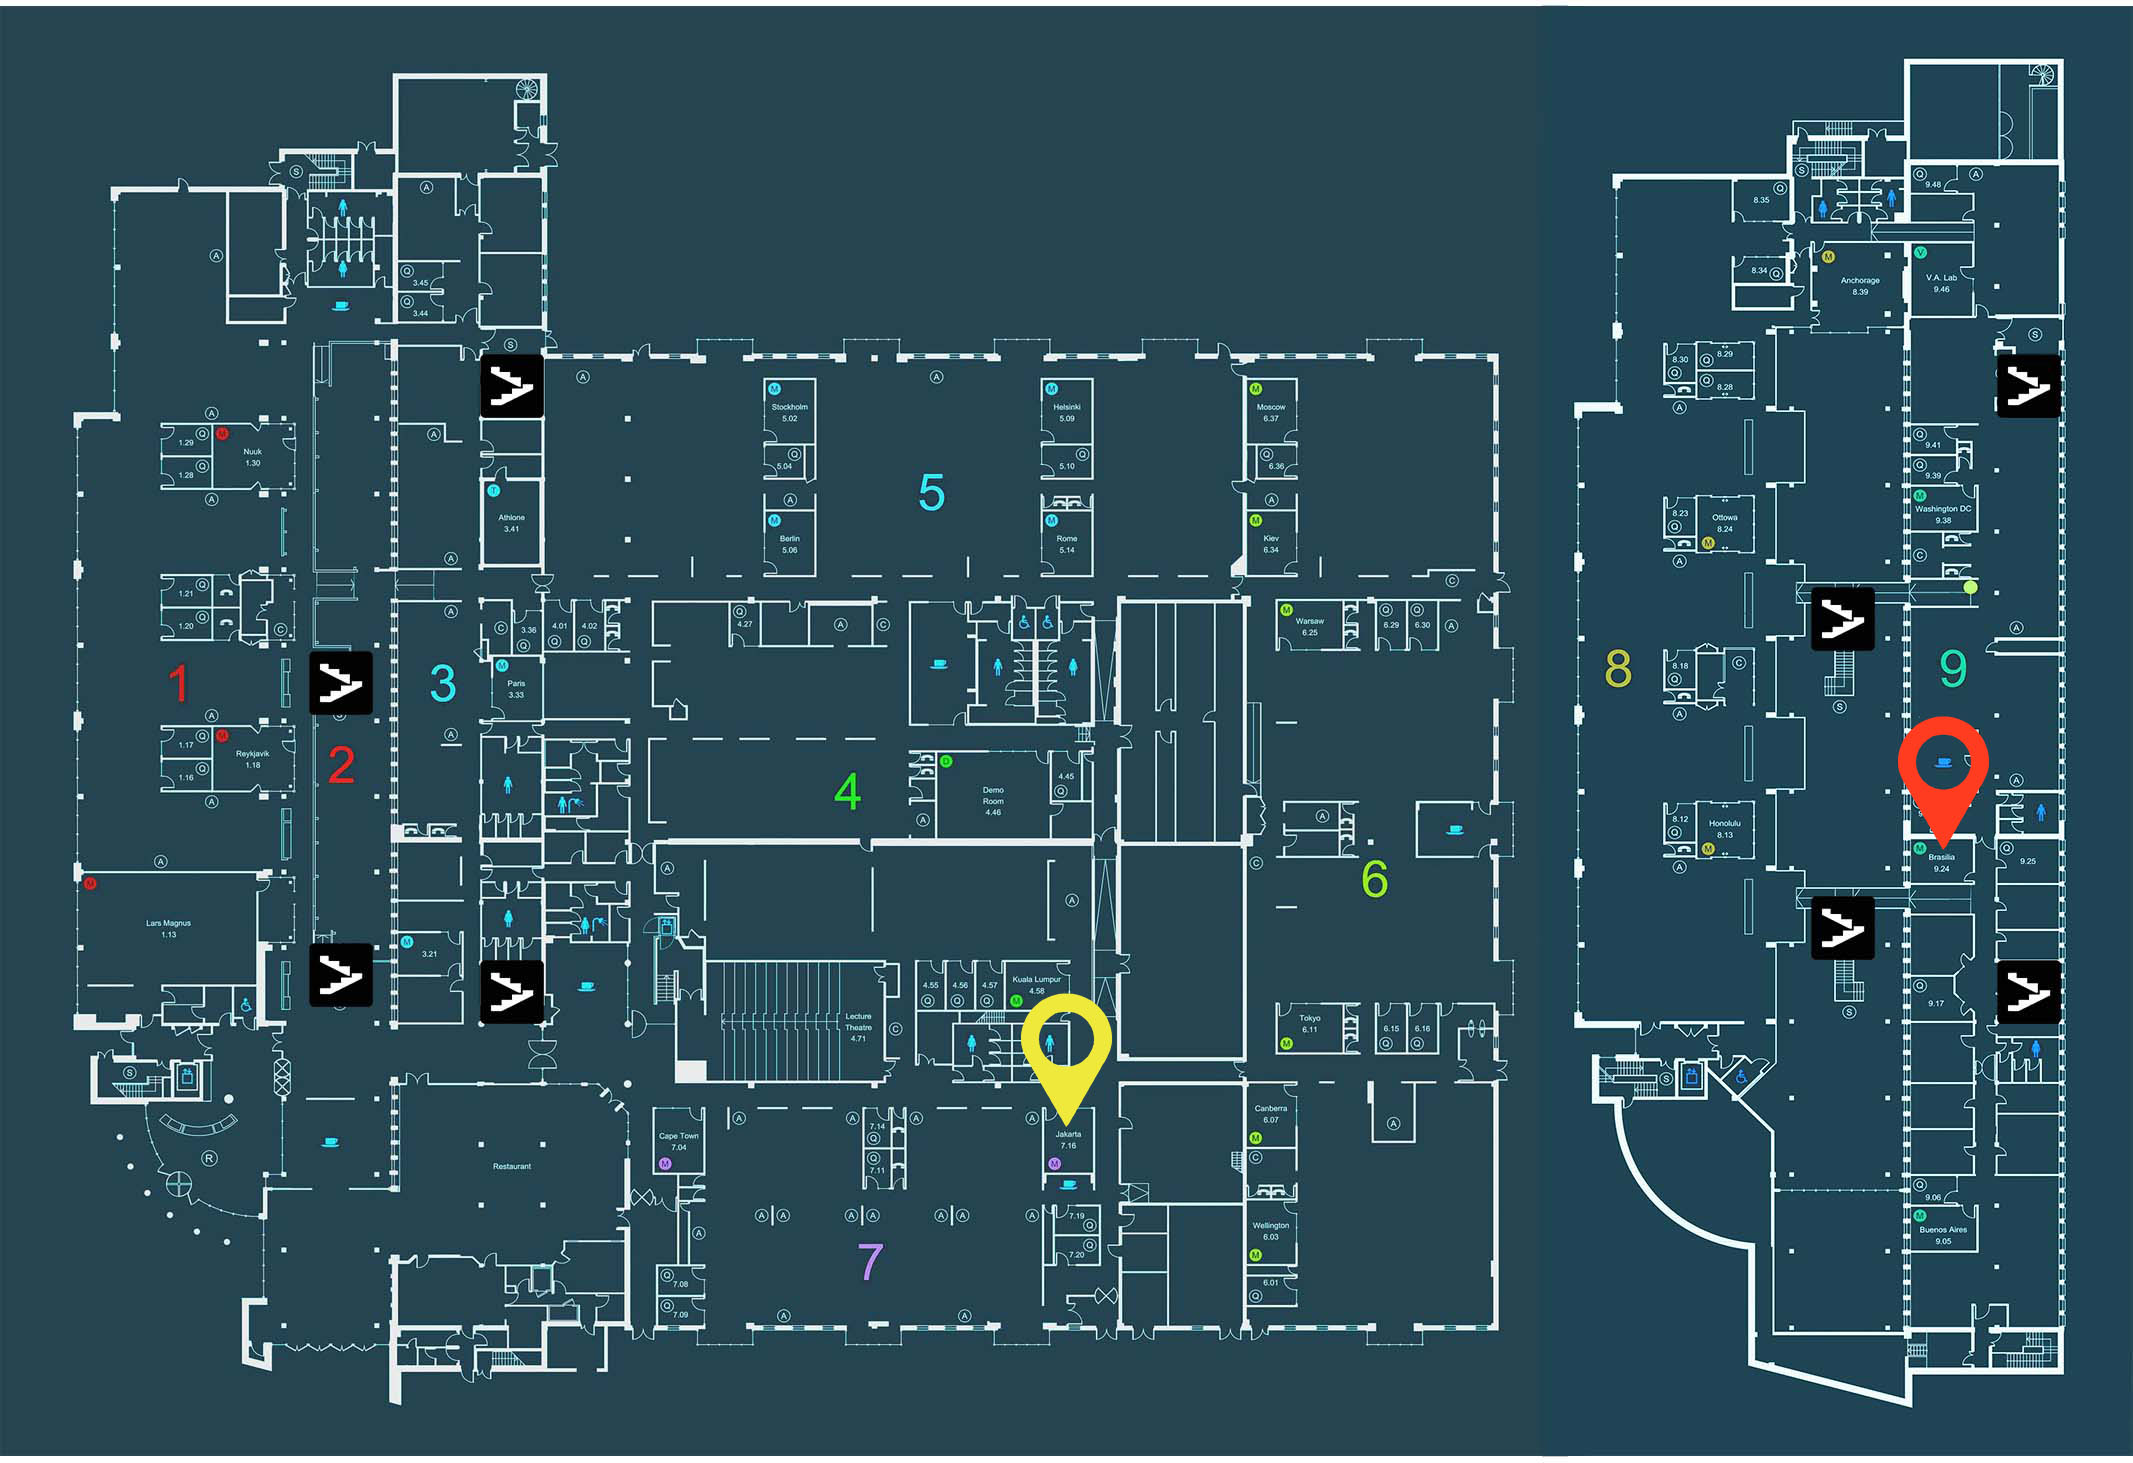 A
3.45
Q
3.44
Q
S
A
S
A
A
1.29
Q
M
Nuuk
1.30
1.28
Q
A
A
T
Athlone
3.41
A
1.21
Q
1.20
Q
C
1
2
3
A
C
3.36
Q
4.01
Q
4.02
Q
M
Paris
3.33
A
A
1.17
Q
M
Reykjavik
1.18
1.16
Q
A
A
M
Lars Magnus
1.13
M
3.21
S
R
Restaurant
A
A
M
Stockholm
5.02
Q
5.04
A
M
Berlin
5.06
5
M
Helsinki
5.09
Q
5.10
M
Rome
5.14
M
Moscow
6.37
Q
6.36
A
M
Kiev
6.34
C
Q
4.27
A
C
4
D
Demo
Room
4.46
4.45
Q
A
A
A
Lecture
Theatre
4.71
C
4.55
Q
4.56
Q
4.57
Q
Kuala Lumpur
4.58
M
M
Warsaw
6.25
Q
6.29
Q
6.30
A
A
C
6
Tokyo
6.11
M
6.15
Q
6.16
Q
Cape Town
7.04
M
A
A
7.14
Q
Q
7.11
A
A
Jakarta
7.16
M
A
A
A
A
A
A
A
A
A
7.19
Q
Q
7.20
7
Q
7.08
Q
7.09
A
A
Canberra
6.07
M
C
Wellington
6.03
M
6.01
Q
A
S
Q
8.35
8.34
Q
M
Anchorage
8.39
Q
9.48
A
V
V.A. Lab
9.46
S
8.30
Q
Q
8.29
Q
8.28
A
Q
9.41
Q
9.39
M
Washington DC
9.38
C
8.23
Q
Ottowa
8.24
M
A
A
8
8.18
Q
C
A
S
9
A
8.12
Q
Honolulu
8.13
M
A
M
Brasilia
9.24
Q
9.25
Q
9.17
S
S
Q
9.06
M
Buenos Aires
9.05